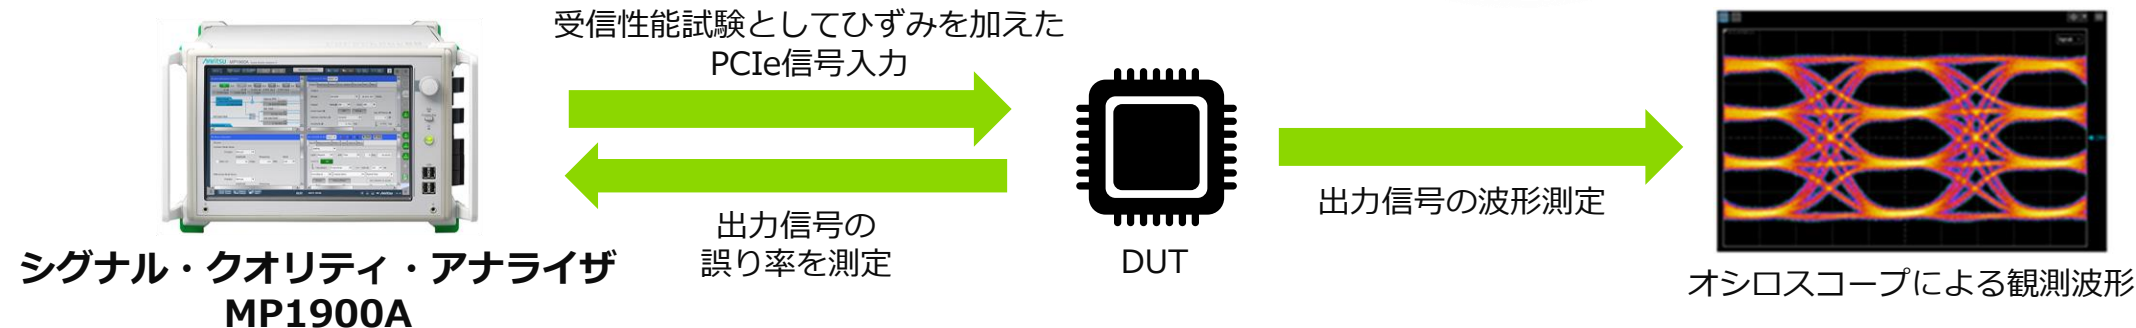 受信性能試験としてひずみを加えた
PCIe信号入力
Anritsu MP1900A
出力信号の
誤り率を測定
シグナル・クオリティ・アナライザ
MP1900A
DUT
出力信号の波形測定
オシロスコープによる観測波形